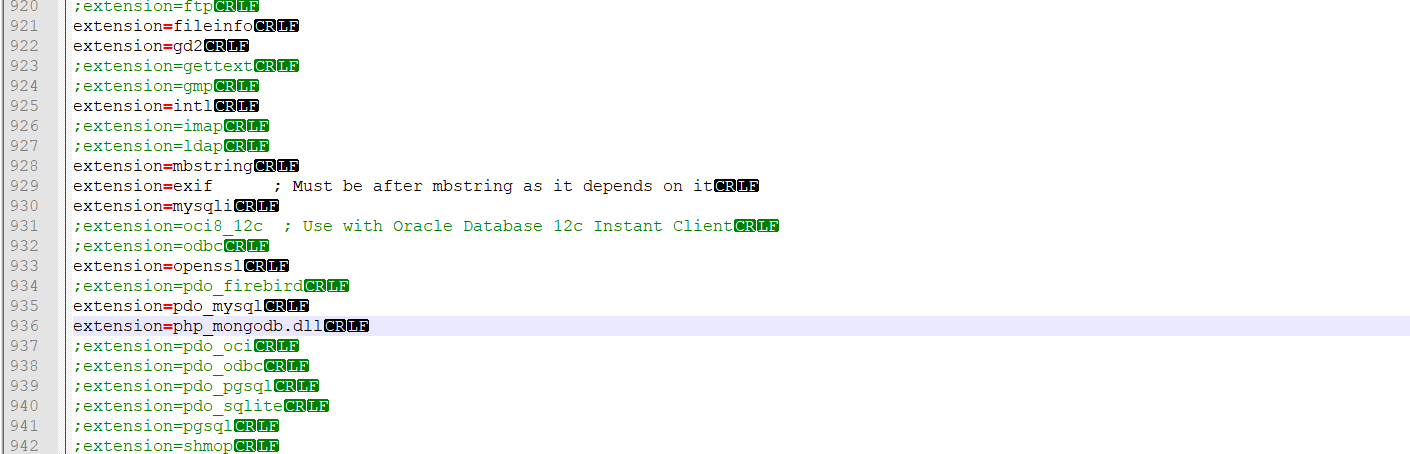 920 ;extension=ftpCRLF
921 extension=fileinfoCRLF
922 extension=gd2CRLF
923 ;extension=gettextCRLF
924 ;extension=gmpCRLF
925 extension=intlCRLF
926 ;extension=imapCRLF
927 ;extension=ldapCRLF
928 extension=mbstringCRLF
929 extension=exif      ; Must be after mbstring as it depends on itCRLF
930 extension=mysqliCRLF
931 ;extension=oci8_12c  ; Use with Oracle Database 12c Instant ClientCRLF
932 ;extension=odbcCRLF
933 extension=opensslCRLF
934 ;extension=pdo_firebirdCRLF
935 extension=pdo_mysqlCRLF
936 extension=php_mongodb.dllCRLF
937 ;extension=pdo_ociCRLF
938 ;extension=pdo_odbcCRLF
939 ;extension=pdo_pgsqlCRLF
940 ;extension=pdo_sqliteCRLF
941 ;extension=pgsqlCRLF
942 ;extension=shmopCRLF